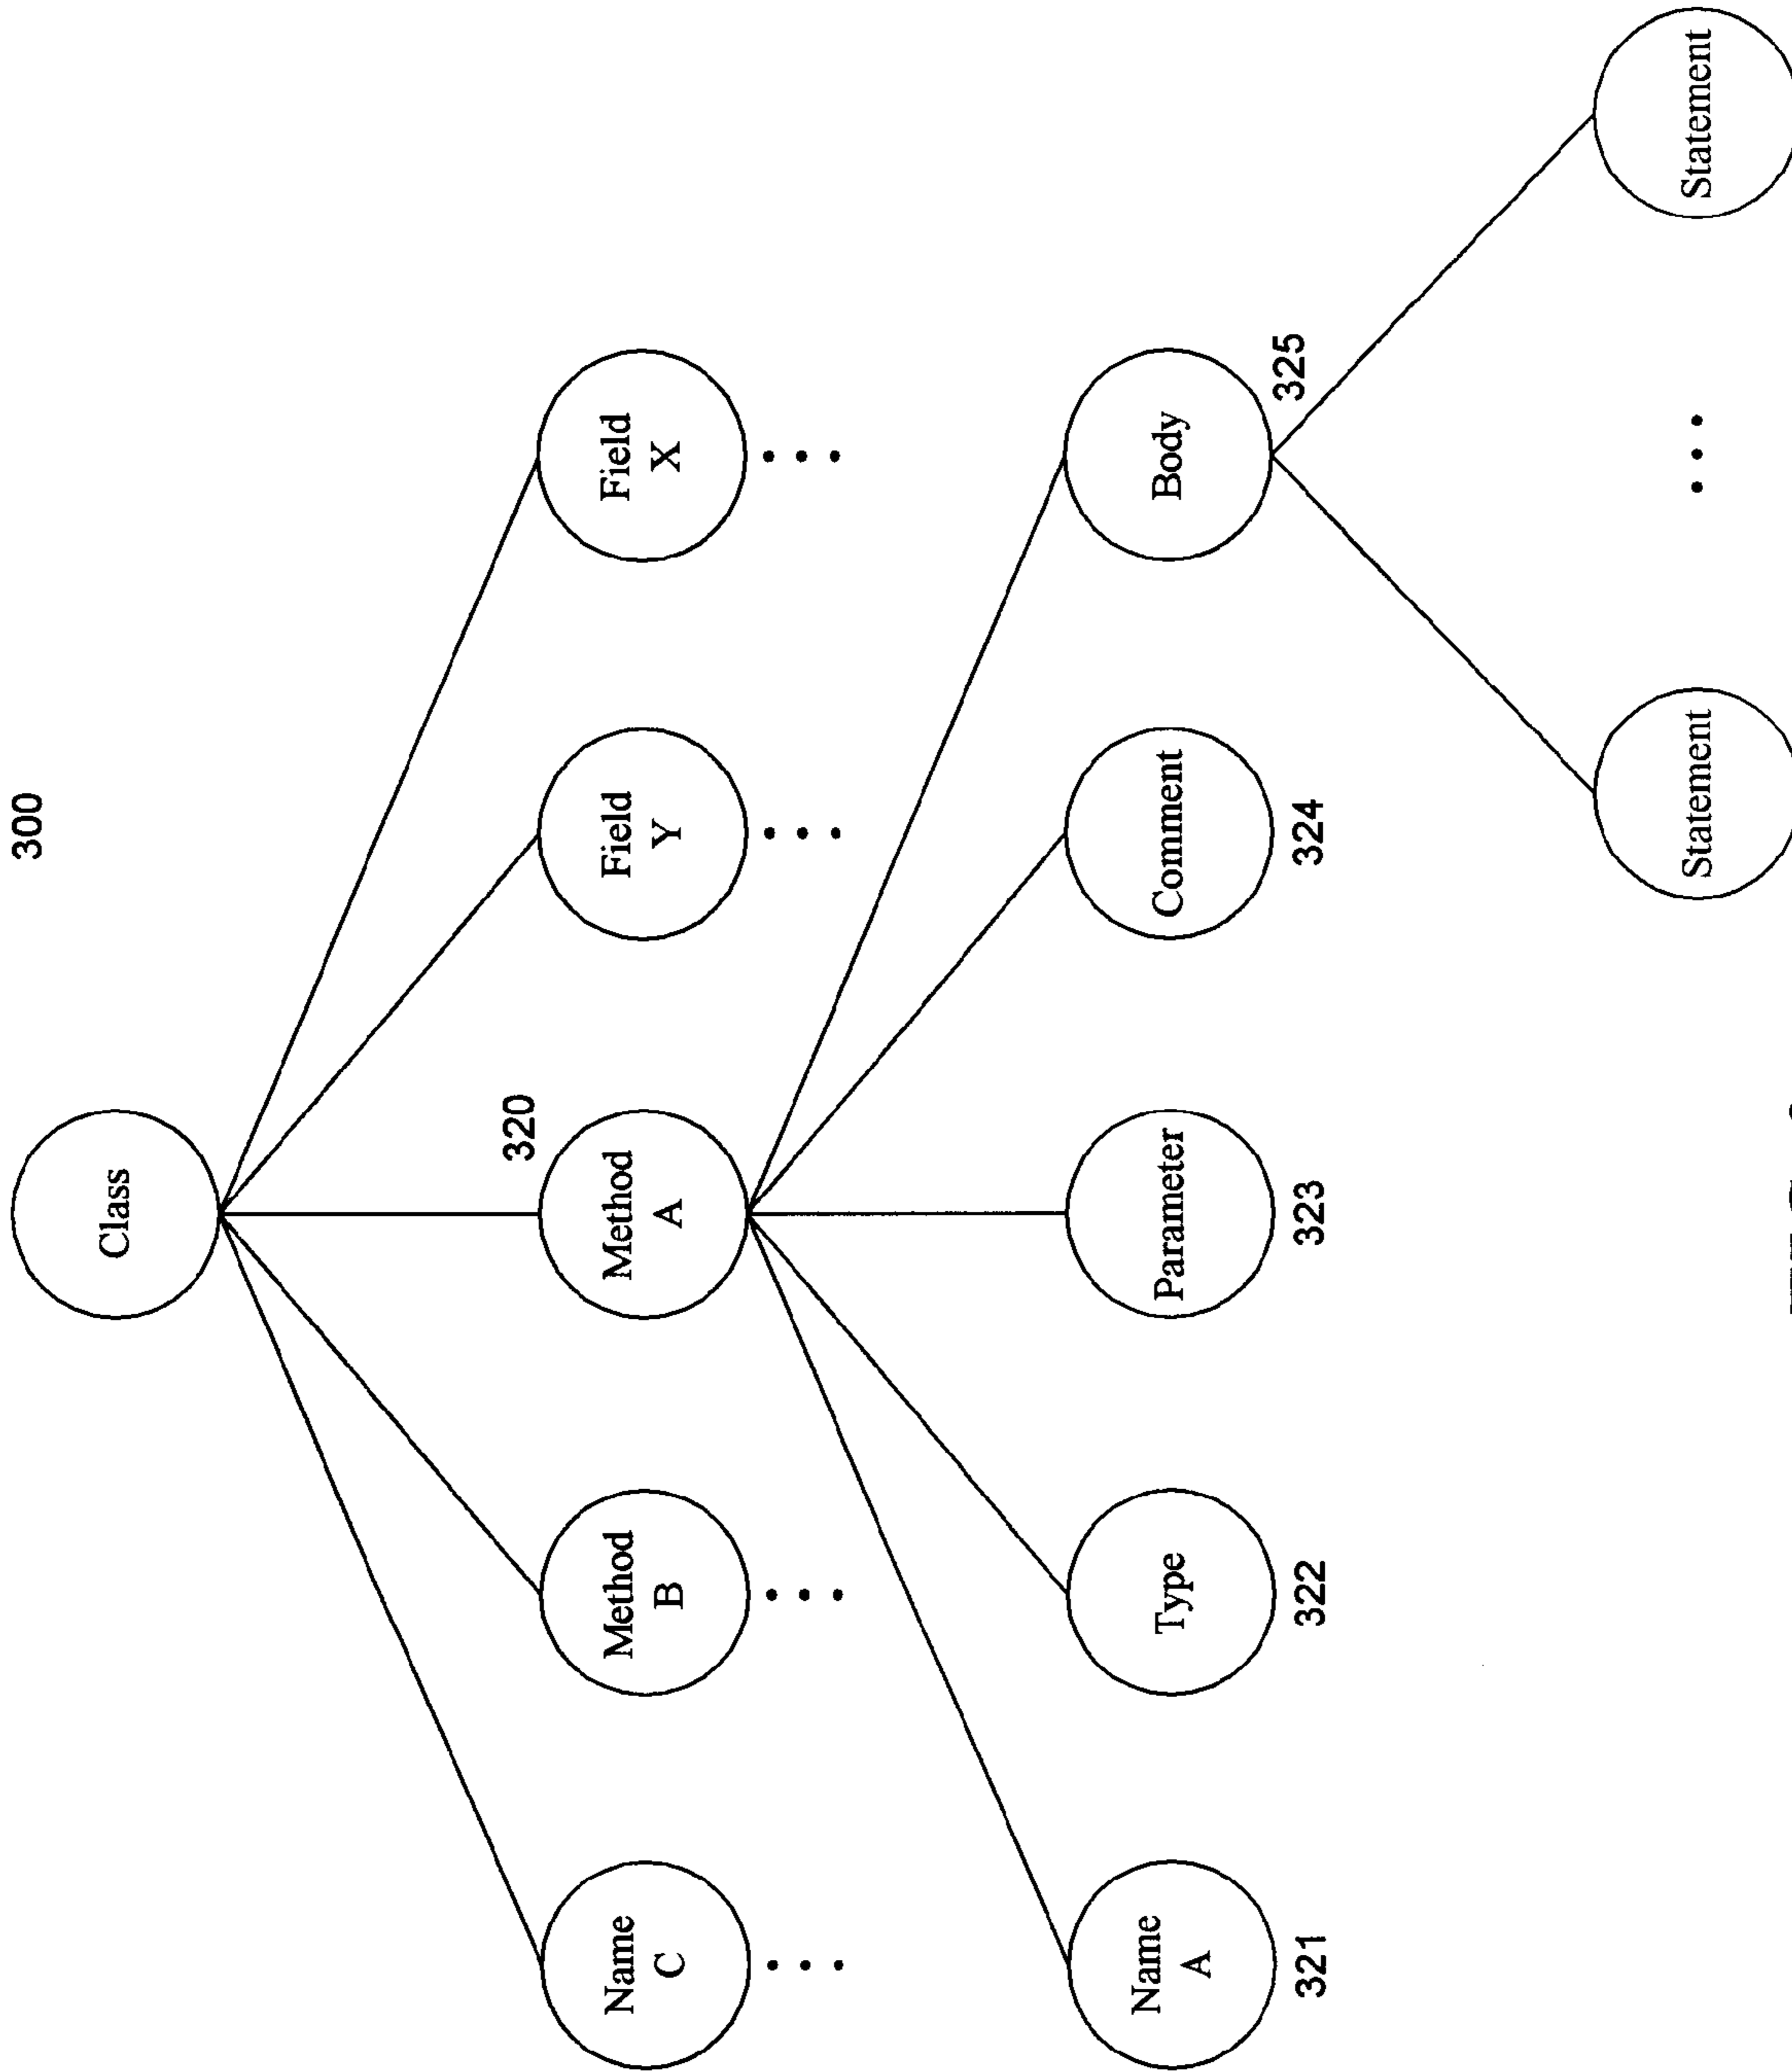 300
Class
320
Name
C
Method
B
Method
A
Field
Y
Field
X
Name
A
Type
Parameter
Comment
Body
321
322
323
324
325
Statement
Statement